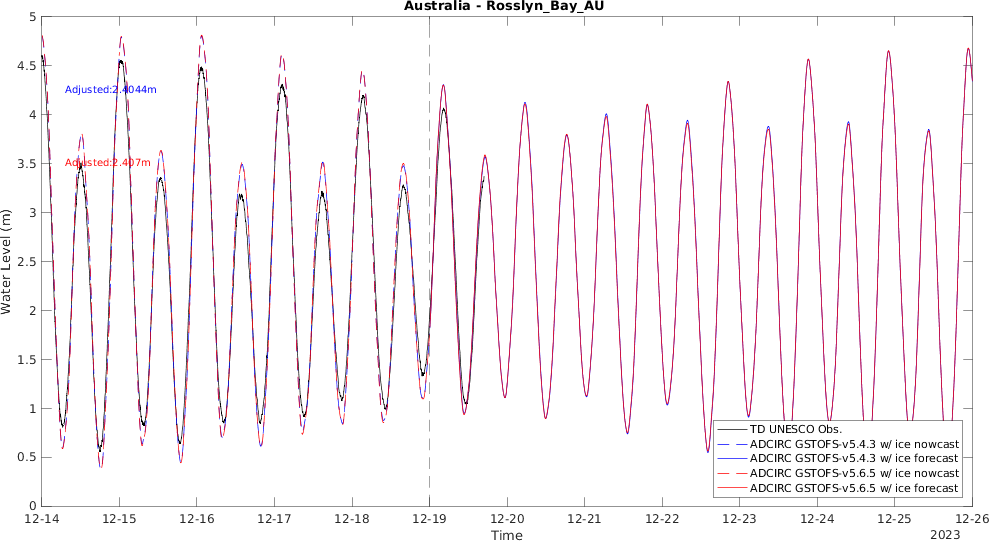 Australia - Rosslyn_Bay_AU
Water Level (m)
5
4.5
4
3.5
3
2.5
2
1.5
1
0.5
0
Adjusted:2.4044m
Adjusted:2.407m
TD UNESCO Obs.
ADCIRC GSTOFS-v5.4.3 w/ ice nowcast
ADCIRC GSTOFS-v5.4.3 w/ ice forecast
ADCIRC GSTOFS-v5.6.5 w/ ice nowcast
ADCIRC GSTOFS-v5.6.5 w/ ice forecast
12-14 12-15 12-16 12-17 12-18 12-19 12-20 12-21 12-22 12-23 12-24 12-25 12-26
Time
2023